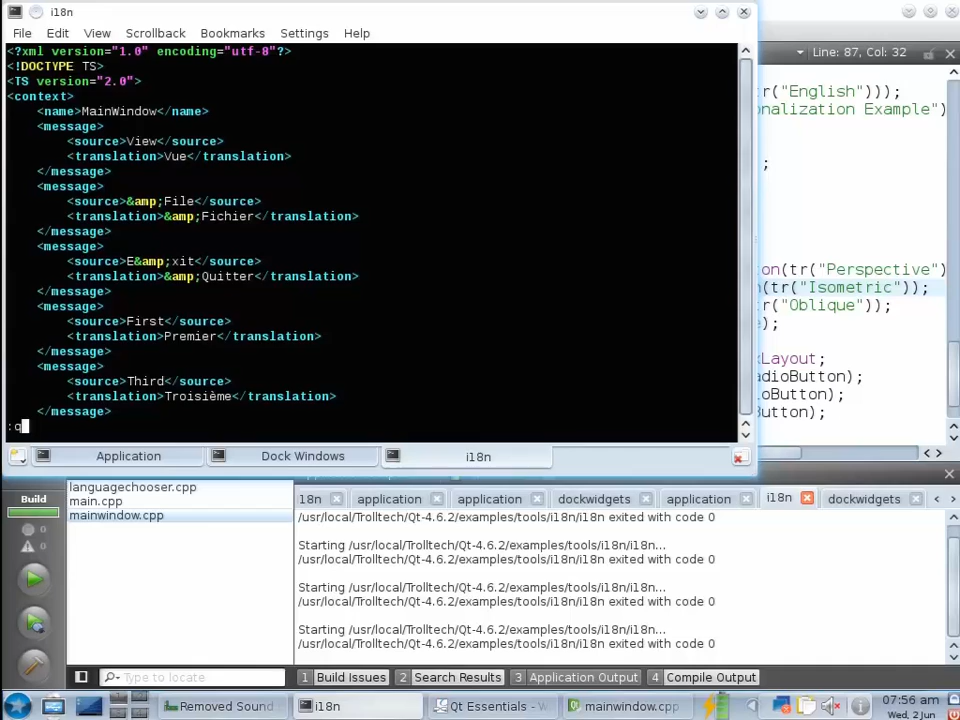 i18n
File Edit View Scrollback Bookmarks Settings Help
<?xml version="1.0" encoding="utf-8"?>
<!DOCTYPE TS>
<TS version="2.0">
<context>
<name>MainWindow</name>
<message>
<source>View</source>
<translation>Vue</translation>
</message>
<message>
<source>&amp;File</source>
<translation>&amp;Fichier</translation>
</message>
<message>
<source>E&amp;xit</source>
<translation>&amp;Quitter</translation>
</message>
<message>
<source>First</source>
<translation>Premier</translation>
</message>
<message>
<source>Third</source>
<translation>Troisième</translation>
</message>
:q
Application Dock Windows i18n
Line: 87, Col: 32
tr("English")));
nalization Example")
;
on(tr("Perspective")
n(tr("Isometric"));
tr("Oblique"));
e);
xLayout;
adioButton);
ioButton);
Button);
Build
languagechooser.cpp
main.cpp
mainwindow.cpp
18n application application dockwidgets application i18n dockwidgets
/usr/local/Trolltech/Qt-4.6.2/examples/tools/i18n/i18n exited with code 0
Starting /usr/local/Trolltech/Qt-4.6.2/examples/tools/i18n/i18n...
/usr/local/Trolltech/Qt-4.6.2/examples/tools/i18n/i18n exited with code 0
Starting /usr/local/Trolltech/Qt-4.6.2/examples/tools/i18n/i18n...
/usr/local/Trolltech/Qt-4.6.2/examples/tools/i18n/i18n exited with code 0
Starting /usr/local/Trolltech/Qt-4.6.2/examples/tools/i18n/i18n...
/usr/local/Trolltech/Qt-4.6.2/examples/tools/i18n/i18n exited with code 0
Type to locate
1 Build Issues 2 Search Results 3 Application Output 4 Compile Output
Removed Sound i18n Qt Essentials - mainwindow.cpp
07:56 am
Wed, 2 Jun